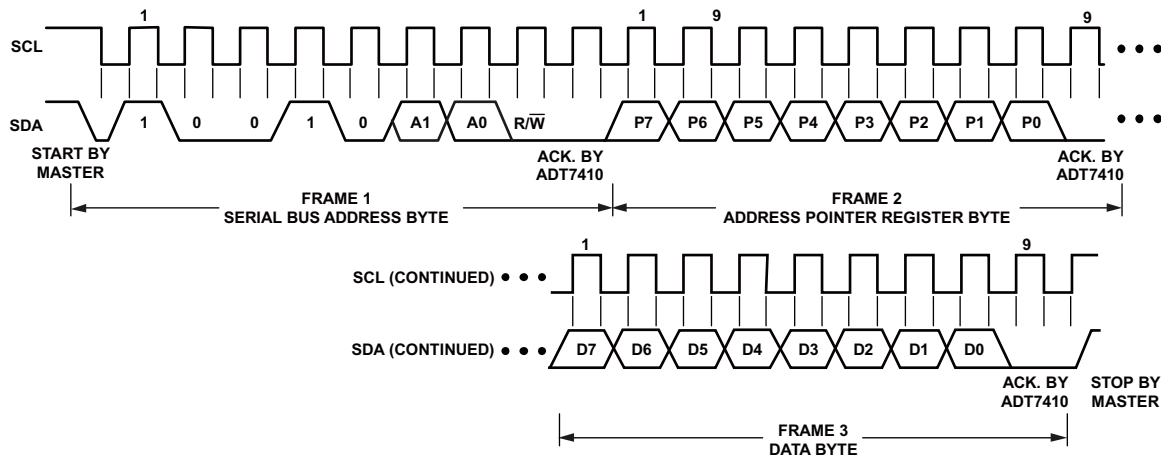 1 1 9 9
SCL
SDA 1 0 0 1 0 A1 A0 R/W̅ P7 P6 P5 P4 P3 P2 P1 P0
START BY
MASTER
ACK. BY
ADT7410
ACK. BY
ADT7410
FRAME 1
SERIAL BUS ADDRESS BYTE
FRAME 2
ADDRESS POINTER REGISTER BYTE
1 9
SCL (CONTINUED)
SDA (CONTINUED) D7 D6 D5 D4 D3 D2 D1 D0
ACK. BY
ADT7410
STOP BY
MASTER
FRAME 3
DATA BYTE